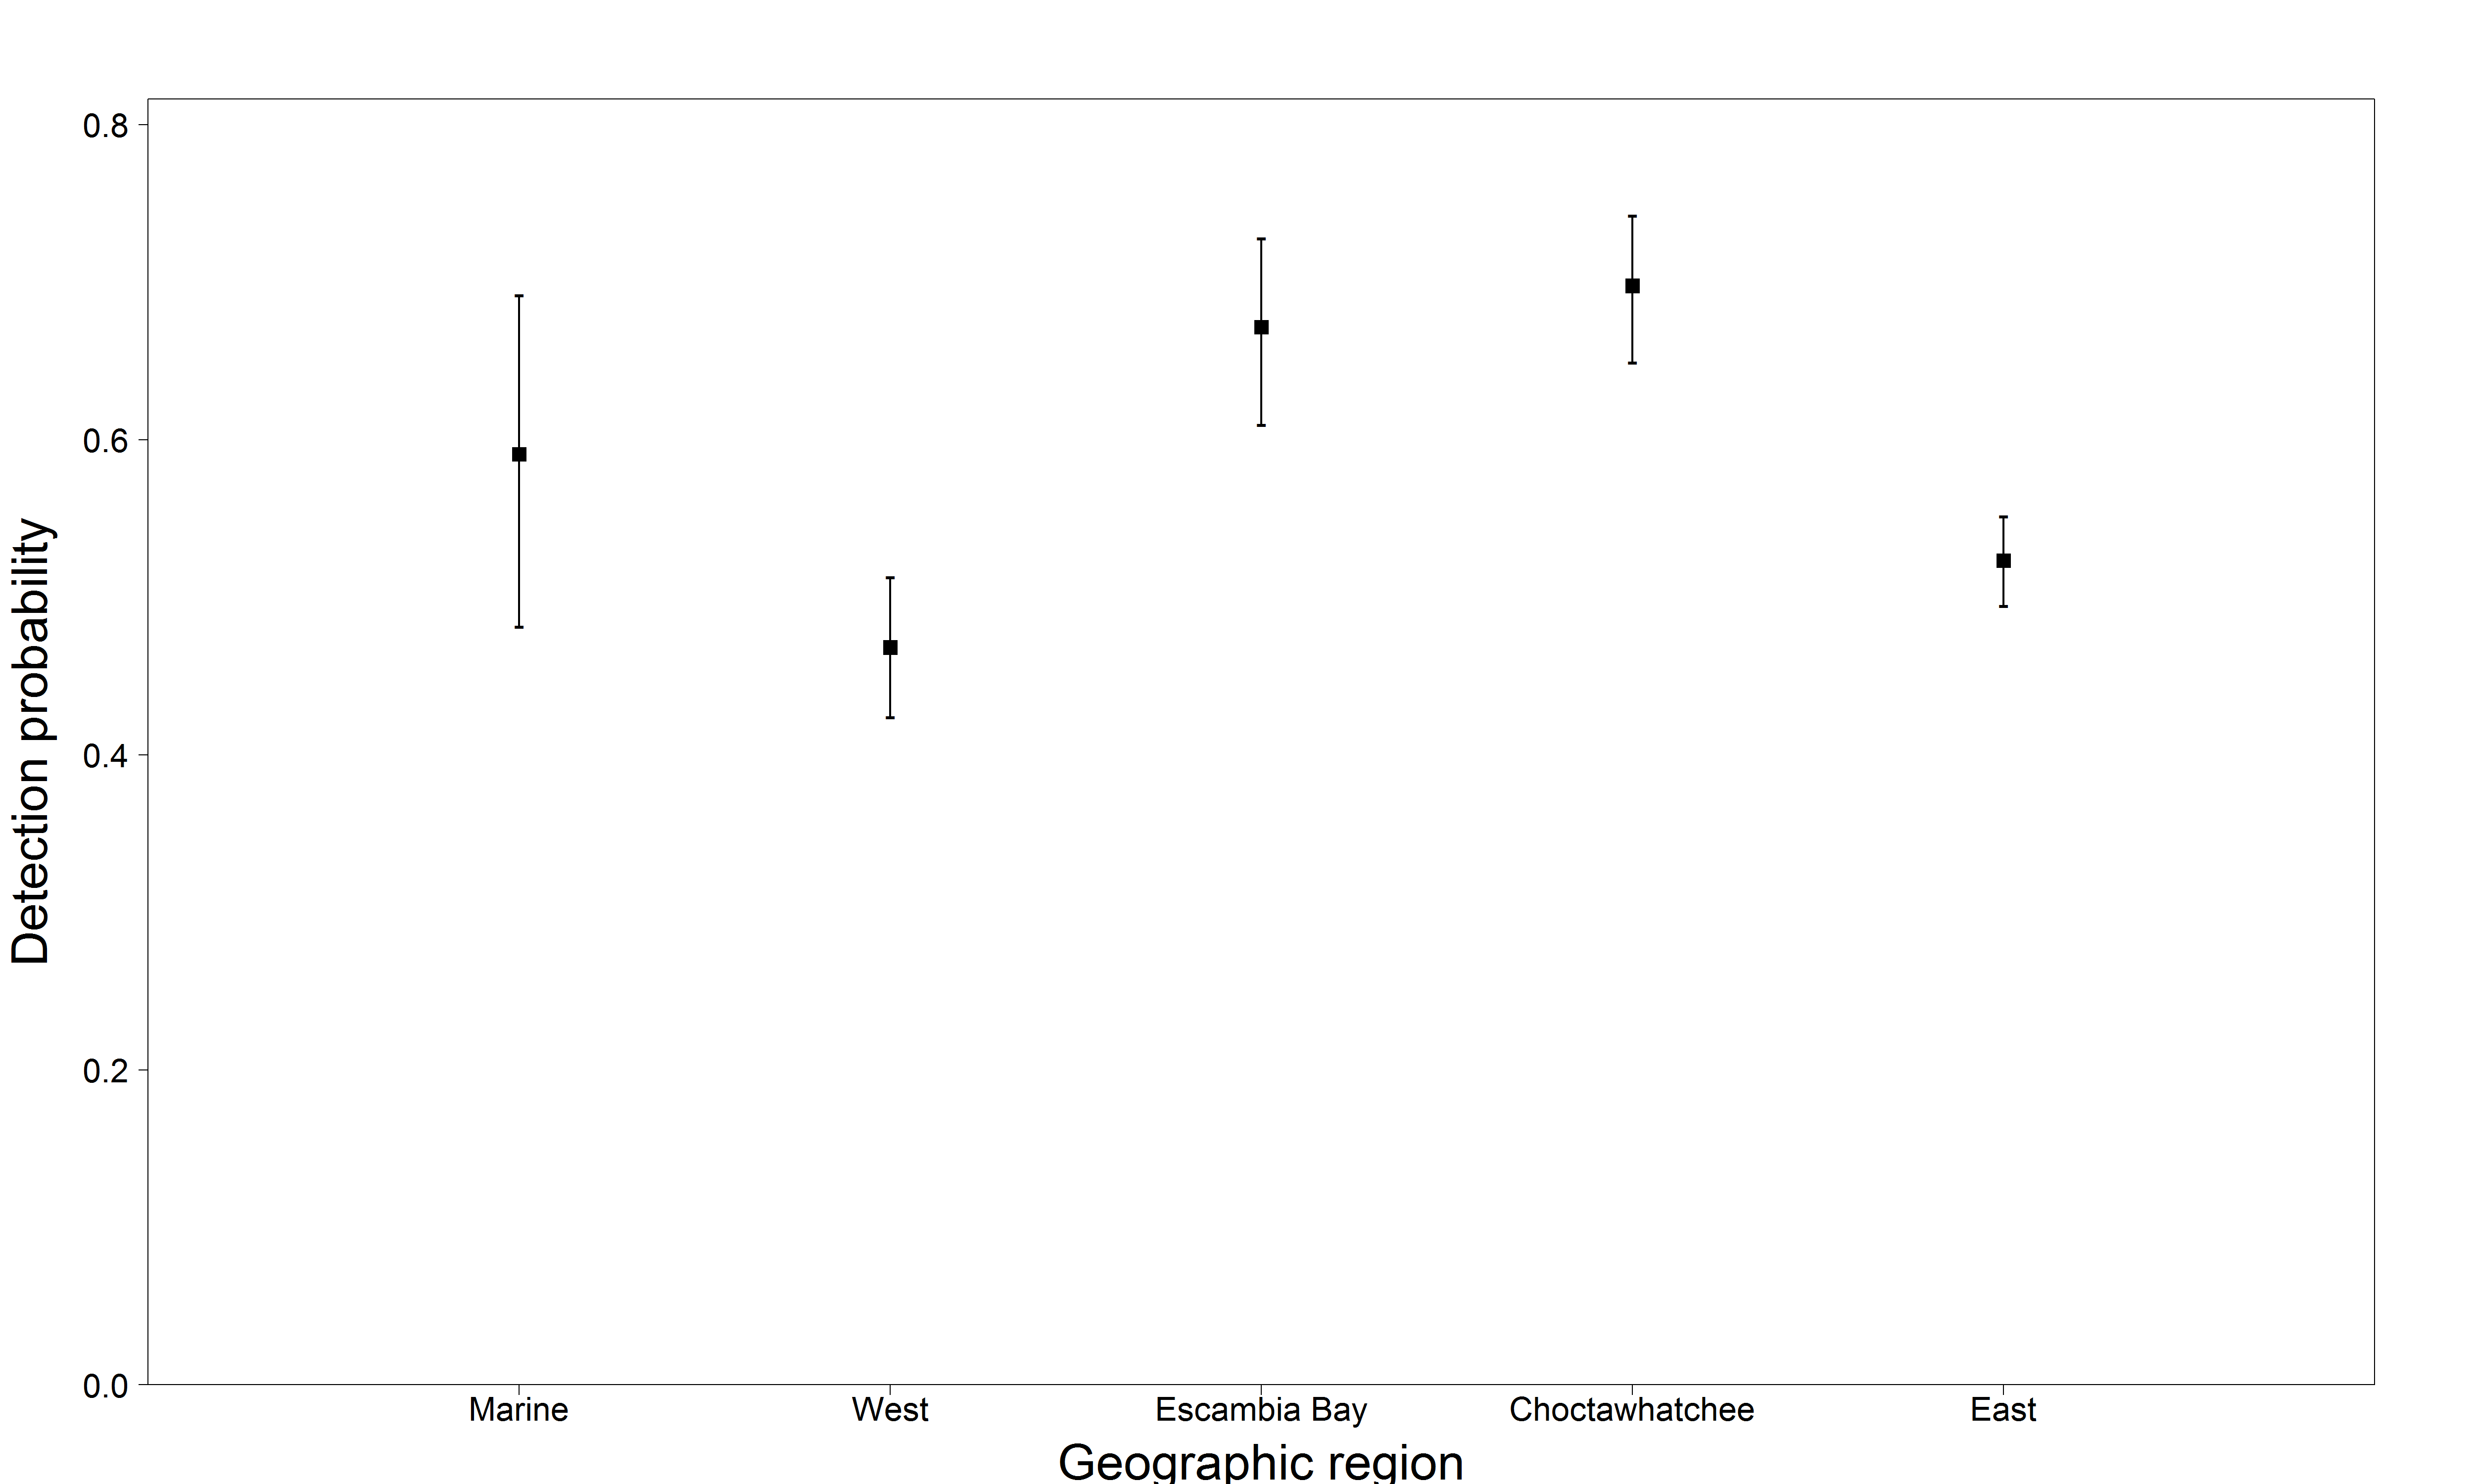 Detection probability
0.8
0.6
0.4
0.2
0.0
Marine West Escambia Bay Choctawhatchee East
Geographic region